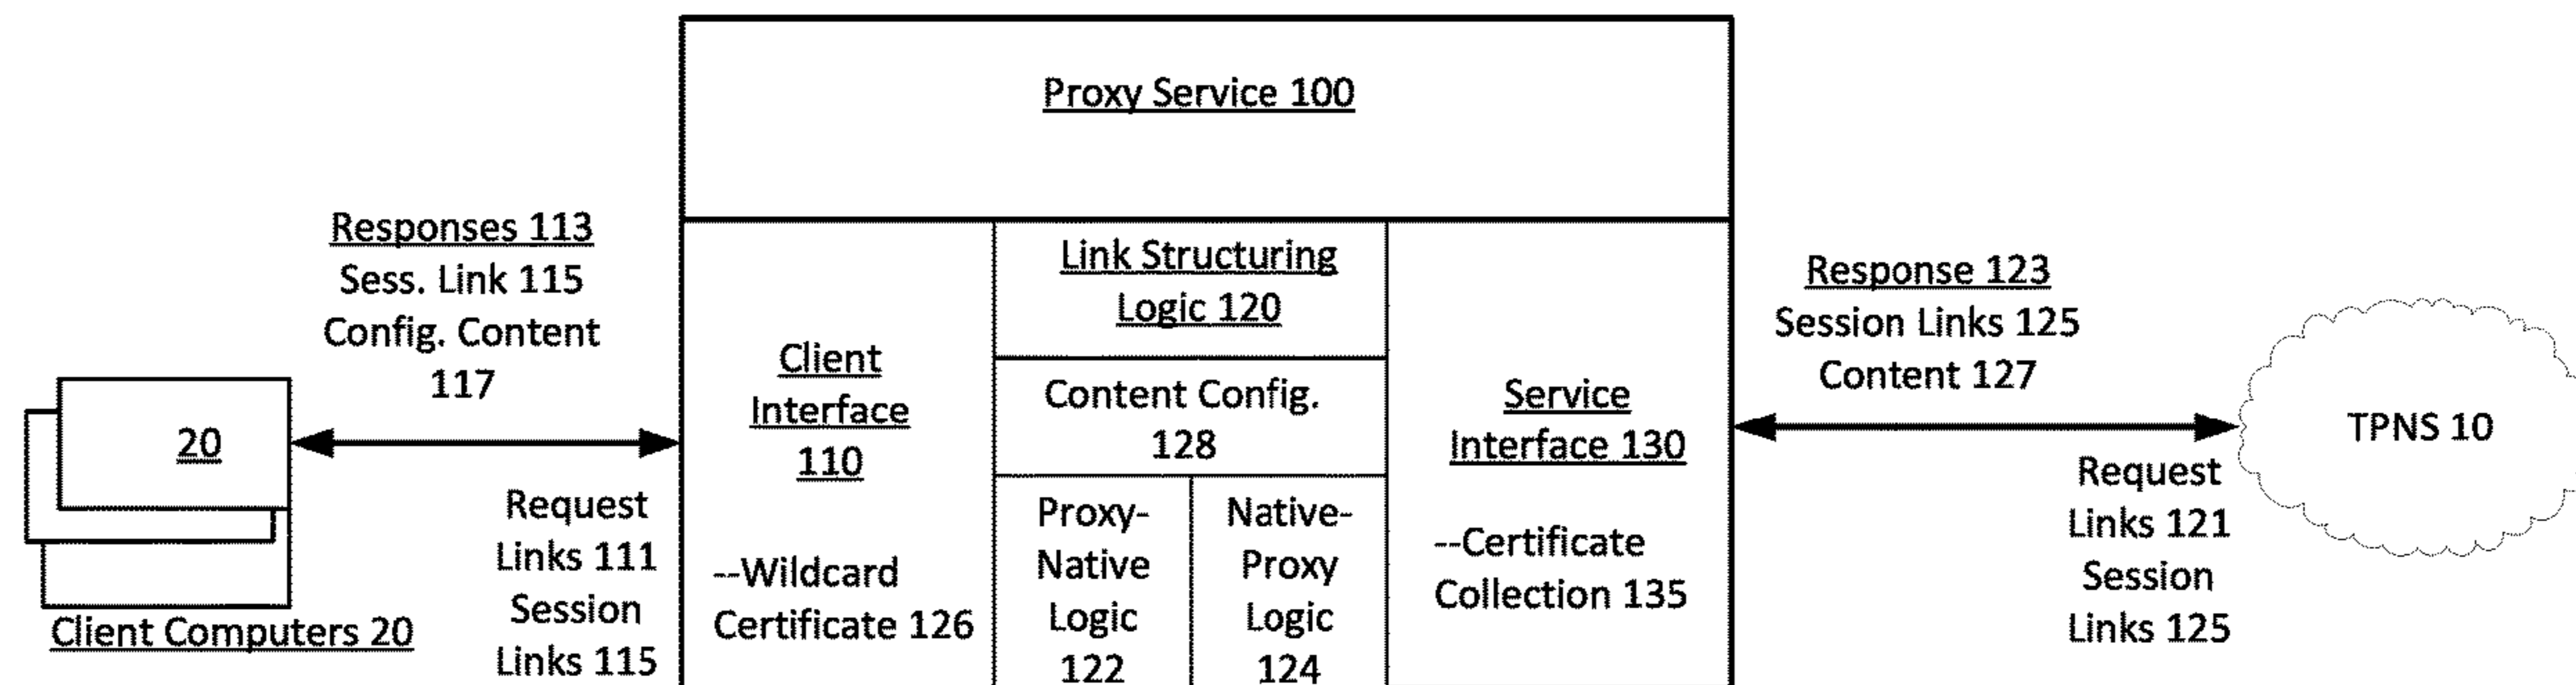 Proxy Service 100
Responses 113
Sess. Link 115
Config. Content
117
20
Client Computers 20
Request
Links 111
Session
Links 115
Client
Interface
110
--Wildcard
Certificate 126
Link Structuring
Logic 120
Content Config.
128
Proxy-
Native
Logic
122
Native-
Proxy
Logic
124
Service
Interface 130
--Certificate
Collection 135
Response 123
Session Links 125
Content 127
Request
Links 121
Session
Links 125
TPNS 10